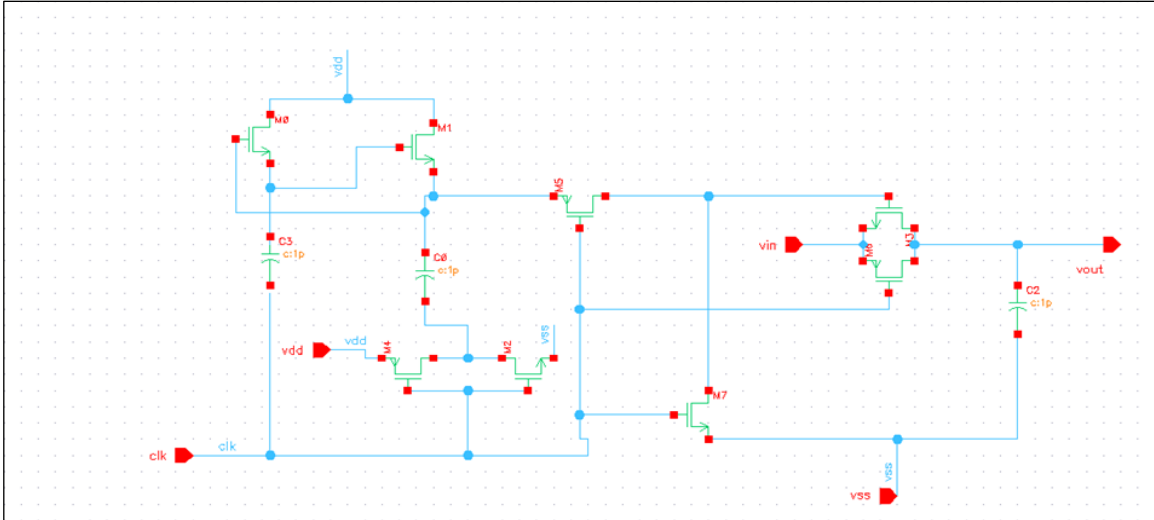 vdd
M0
M1
M5
C3
c:1p
C0
c:1p
vin
M6
M3
vout
C2
c:1p
vdd
vdd
M4
M2
vss
M7
clk
clk
vss
vss